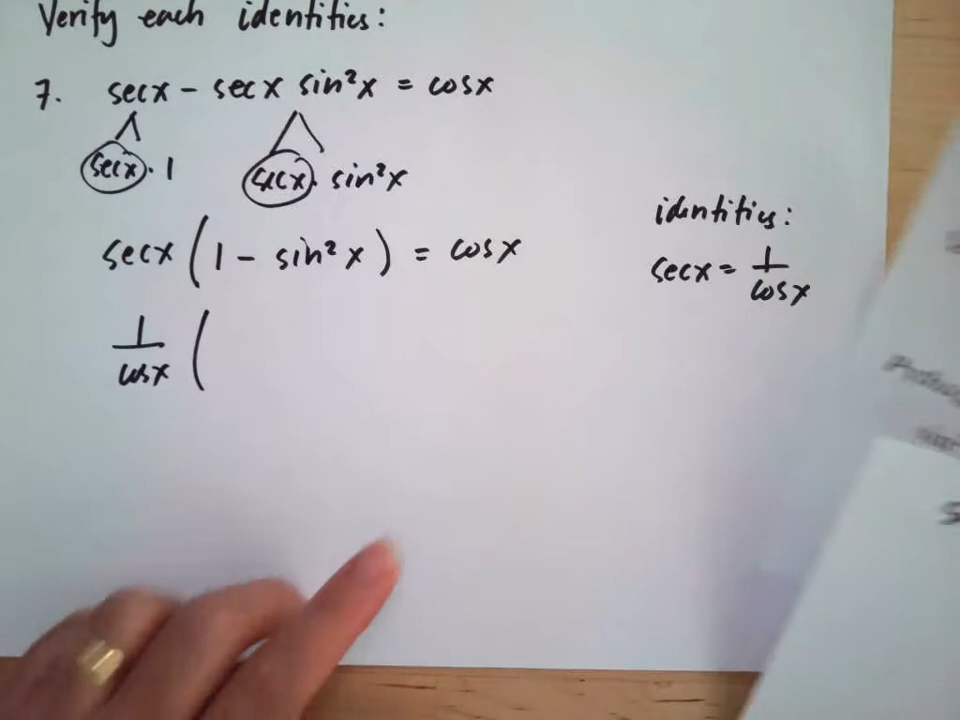 Verify each identities:
7. secx - secx sin²x = cosx
secx · 1 secx · sin²x
secx (1 - sin²x) = cosx
1
cosx (
identities:
secx = 1
cosx